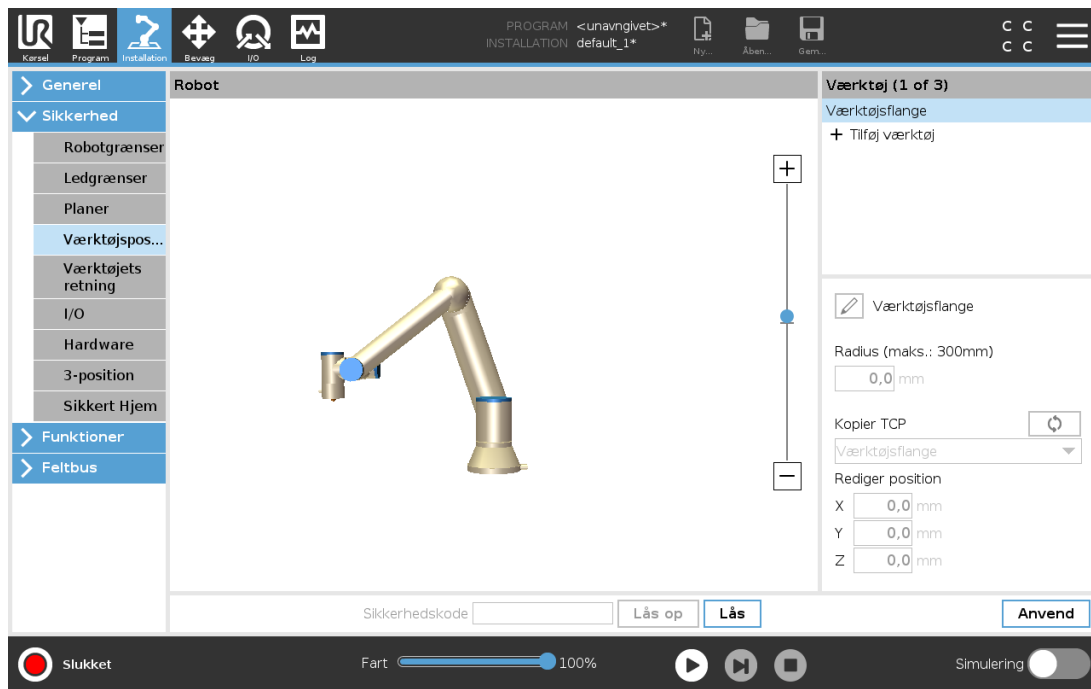 PROGRAM <unavngivet>*
INSTALLATION default_1*
Kørsel
Program
Installation
Bevæg
I/O
Log
Ny...
Åben...
Gem...
C C
C C
Generel
Sikkerhed
Robotgrænser
Ledgrænser
Planer
Værktøjspos...
Værktøjets
retning
I/O
Hardware
3-position
Sikkert Hjem
Funktioner
Feltbus
Robot
Værktøj (1 of 3)
Værktøjsflange
+ Tilføj værktøj
Værktøjsflange
Radius (maks.: 300mm)
0,0 mm
Kopier TCP
Værktøjsflange
Rediger position
X 0,0 mm
Y 0,0 mm
Z 0,0 mm
Sikkerhedskode
Lås op
Lås
Anvend
Slukket
Fart
100%
Simulering